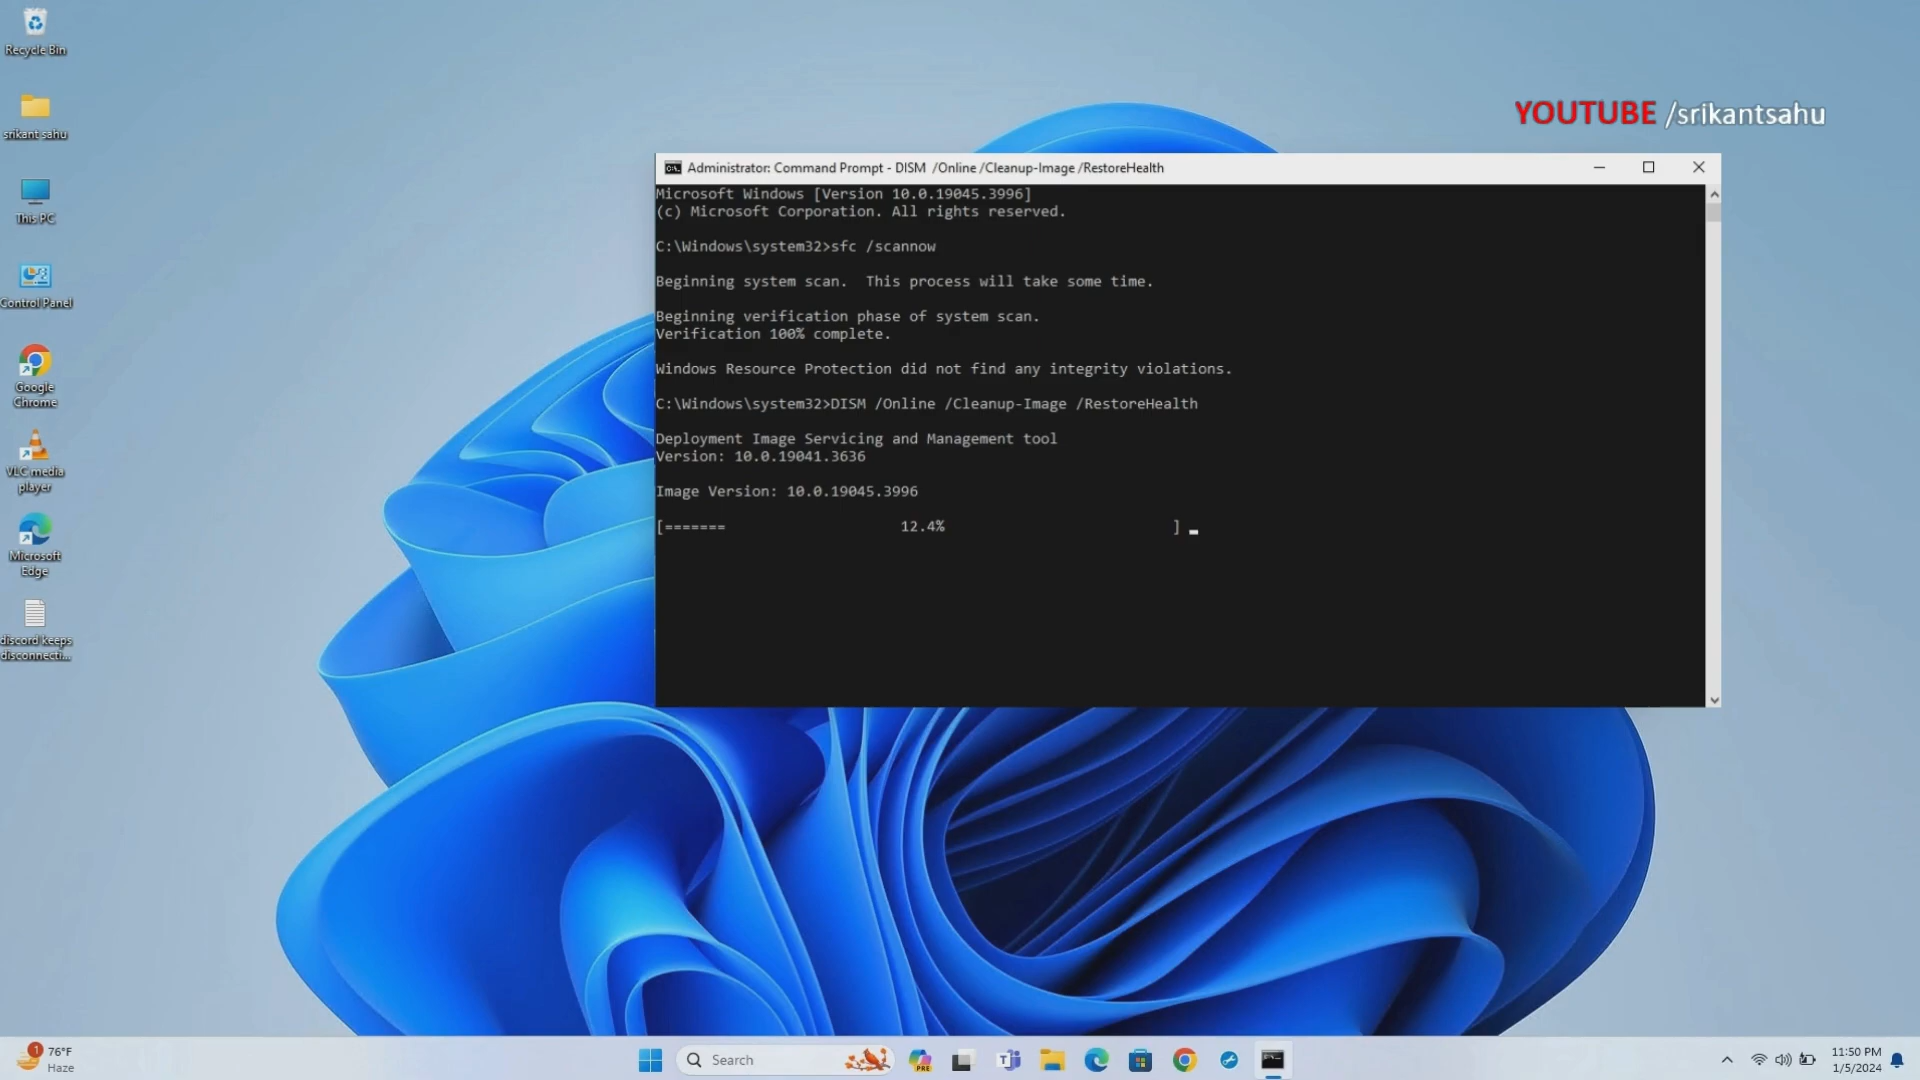 Recycle Bin
srikant sahu
This PC
Control Panel
Google
Chrome
VLC media
player
Microsoft
Edge
discord keeps
disconnecti...
YOUTUBE /srikantsahu
Administrator: Command Prompt - DISM /Online /Cleanup-Image /RestoreHealth
Microsoft Windows [Version 10.0.19045.3996]
(c) Microsoft Corporation. All rights reserved.
C:\Windows\system32>sfc /scannow
Beginning system scan.  This process will take some time.
Beginning verification phase of system scan.
Verification 100% complete.
Windows Resource Protection did not find any integrity violations.
C:\Windows\system32>DISM /Online /Cleanup-Image /RestoreHealth
Deployment Image Servicing and Management tool
Version: 10.0.19041.3636
Image Version: 10.0.19045.3996
[=======                    12.4%                          ]
1
76°F
Haze
Search
PRE
T
11:50 PM
1/5/2024